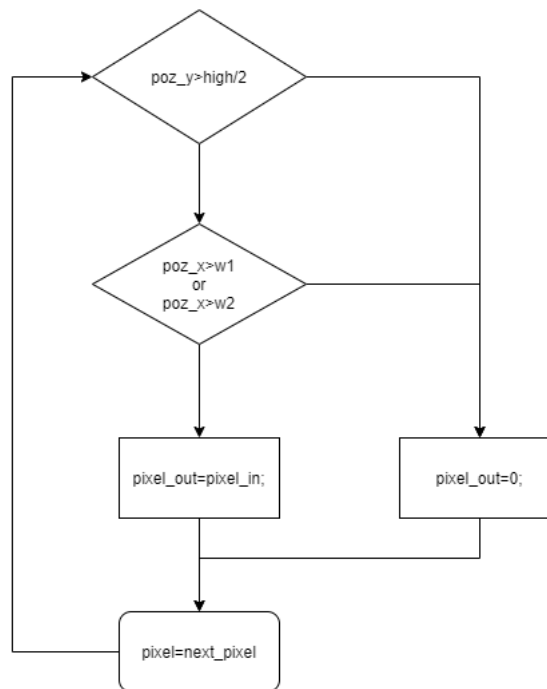 poz_y>high/2
poz_x>w1
or
poz_x>w2
pixel_out=pixel_in;
pixel_out=0;
pixel=next_pixel